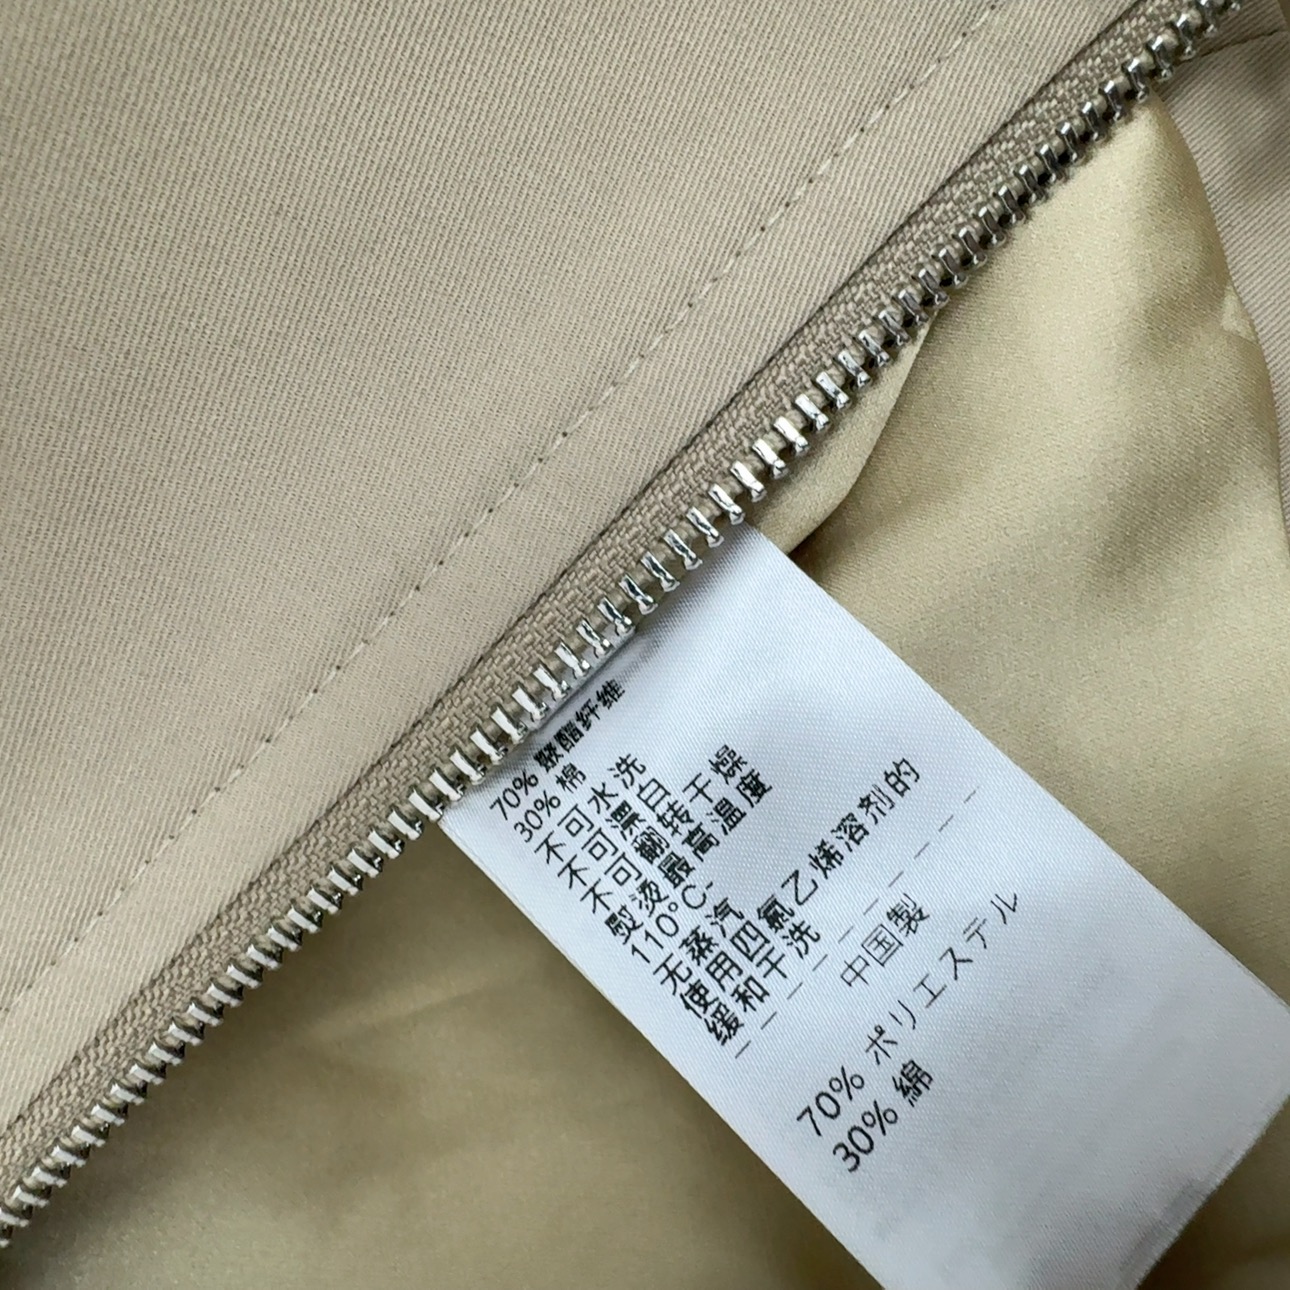 70% 聚酯纤维
30% 棉
不可水洗
不可漂白
不可翻转干燥
熨烫最高温度
110°C-
无蒸汽
使用四氯乙烯溶剂的
缓和干洗
— — — — — — — — —
中国製
70% ポリエステル
30% 綿